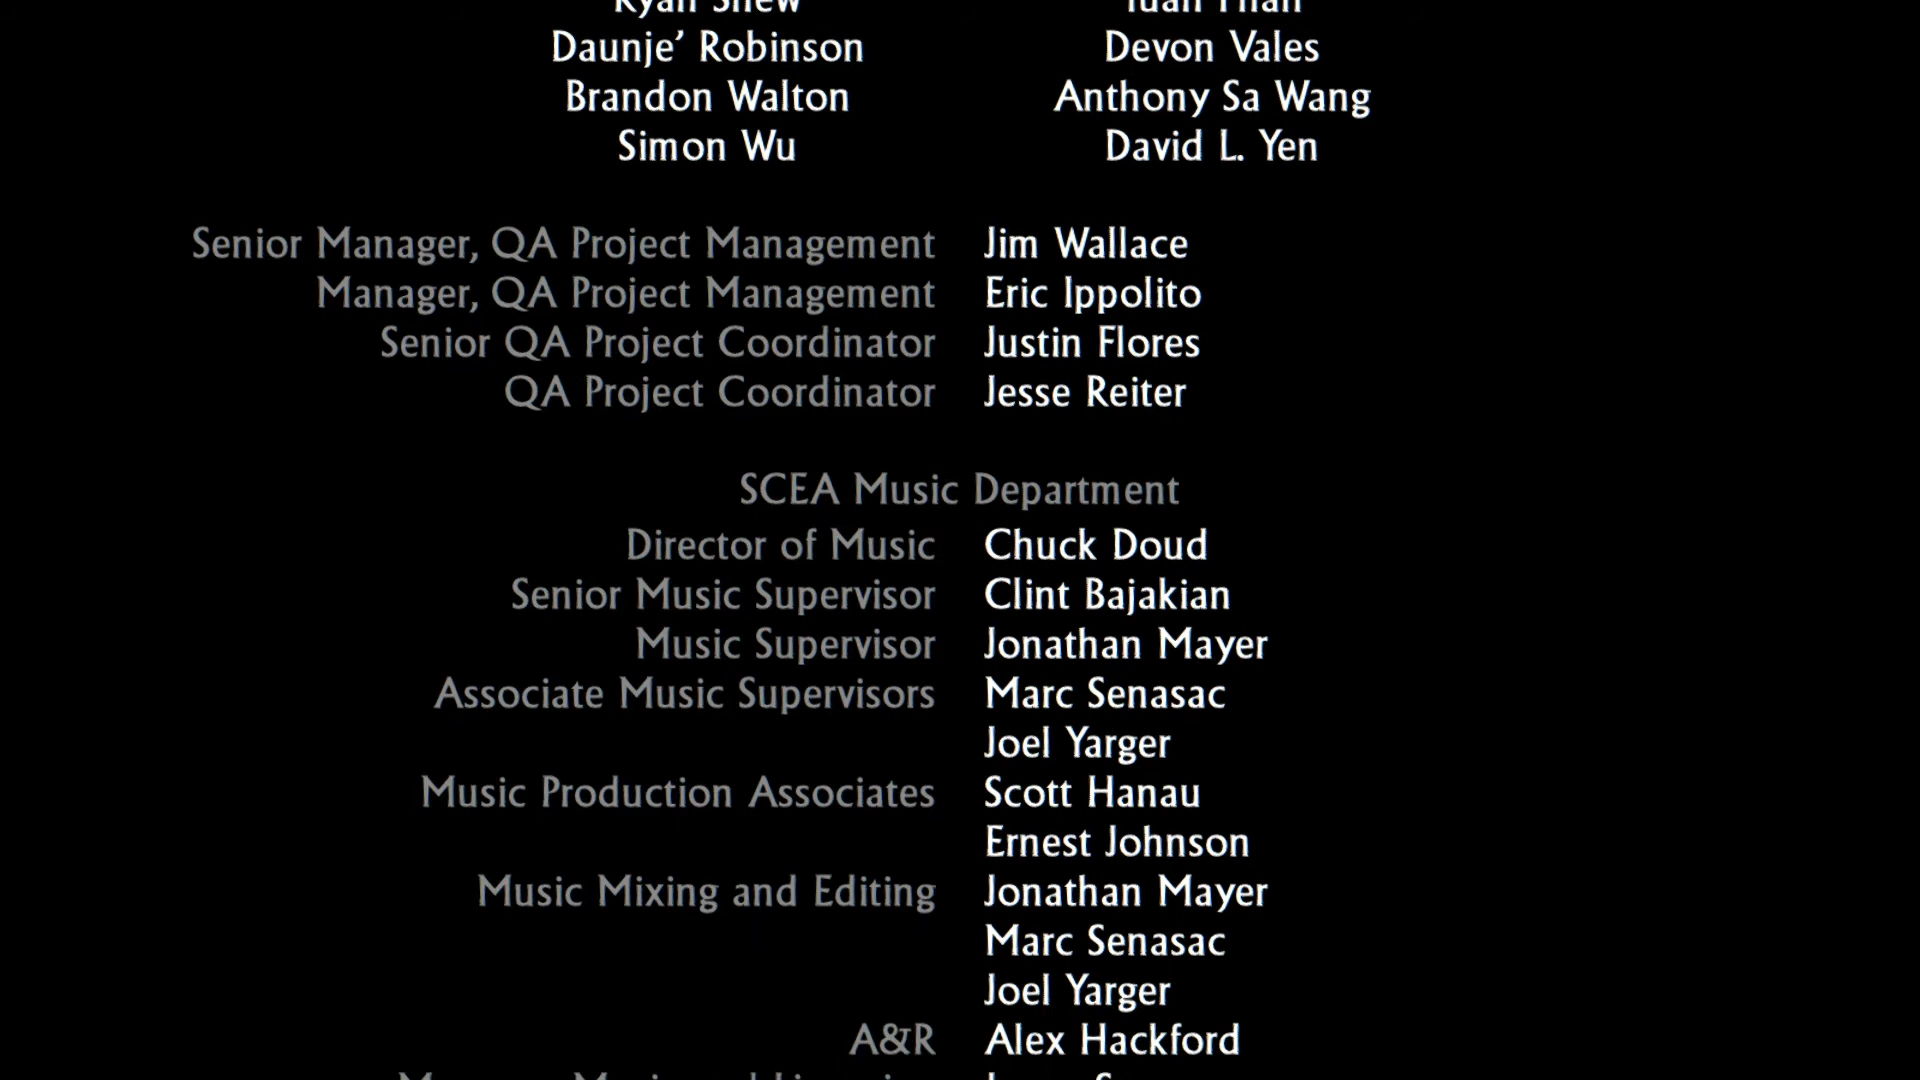 Daunje’ Robinson Devon Vales
Brandon Walton Anthony Sa Wang
Simon Wu David L. Yen
Senior Manager, QA Project Management Jim Wallace
Manager, QA Project Management Eric Ippolito
Senior QA Project Coordinator Justin Flores
QA Project Coordinator Jesse Reiter
SCEA Music Department
Director of Music Chuck Doud
Senior Music Supervisor Clint Bajakian
Music Supervisor Jonathan Mayer
Associate Music Supervisors Marc Senasac
Joel Yarger
Music Production Associates Scott Hanau
Ernest Johnson
Music Mixing and Editing Jonathan Mayer
Marc Senasac
Joel Yarger
A&R Alex Hackford